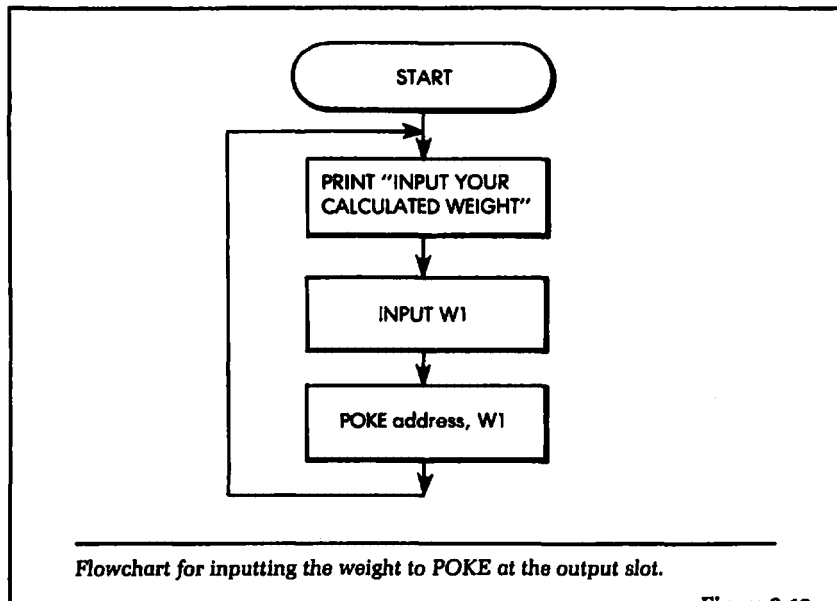 START
PRINT "INPUT YOUR
CALCULATED WEIGHT"
INPUT W1
POKE address, W1
Flowchart for inputting the weight to POKE at the output slot.